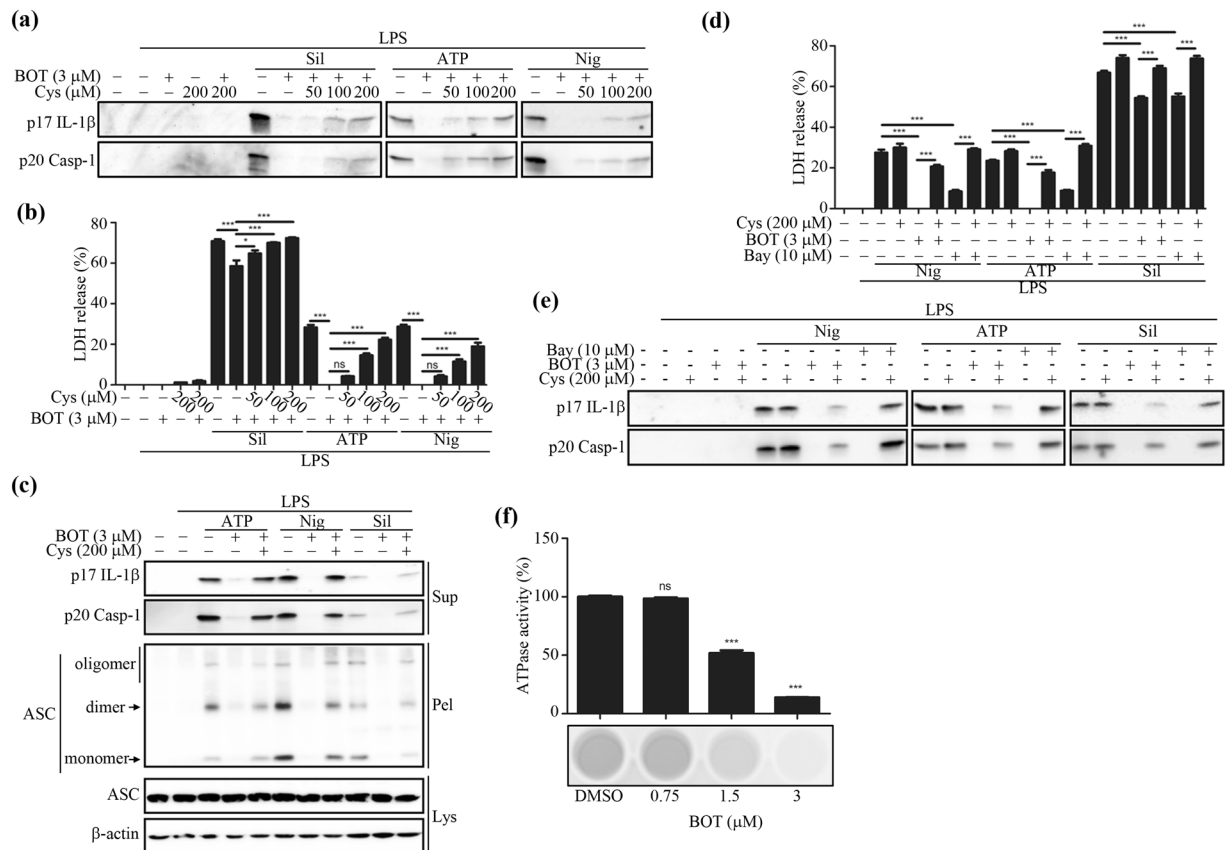 (a)
LPS
Sil ATP Nig
BOT (3 μM) – – + – + – + + + + – + + + + – + + + +
Cys (μM) – – – 200 200 – – 50 100 200 – – 50 100 200 – – 50 100 200
p17 IL-1β
p20 Casp-1
(b)
LDH release (%)
80
60
40
20
0
*** *** *** * *** *** *** ns *** *** *** ns
Cys (μM) – – – 200 200 – – 50 100 200 – – 50 100 200 – – 50 100 200
BOT (3 μM) – – + – + – + + + + – + + + + – + + + +
Sil ATP Nig
LPS
(c)
LPS
ATP Nig Sil
BOT (3 μM) – – – + + – + + – + +
Cys (200 μM) – – – – + – – + – – +
p17 IL-1β
p20 Casp-1
Sup
ASC
oligomer
dimer
monomer
Pel
ASC
β-actin
Lys
(d)
LDH release (%)
80
60
40
20
0
*** *** *** *** *** *** *** *** *** *** *** ***
Cys (200 μM) – – – + – + – + – + – + – + – + – + – +
BOT (3 μM) – – – – + + – – – – + + – – – – + + – –
Bay (10 μM) – – – – – – + + – – – – + + – – – – + +
Nig ATP Sil
LPS
(e)
LPS
Nig ATP Sil
Bay (10 μM) - - - - - - - - - + + - - - - + + - - - - + +
BOT (3 μM) - - - + + - - + + - - - - + + - - - - + + - -
Cys (200 μM) - - + - + - + - + - + - + - + - + - + - + - +
p17 IL-1β
p20 Casp-1
(f)
ATPase activity (%)
150
100
50
0
ns
***
***
DMSO 0.75 1.5 3
BOT (μM)